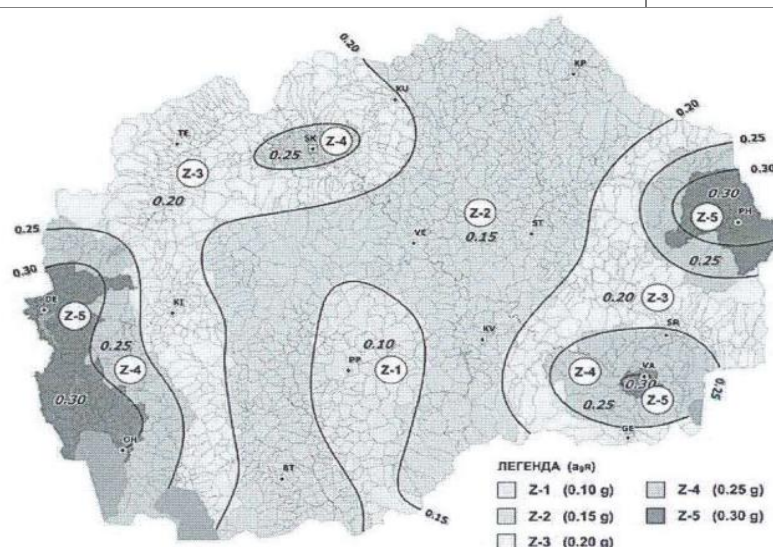 0.20
KP
KU
TE
SK
Z-4
0.25
0.20
Z-3
0.20
0.25
0.30
0.30
Z-5
PH
Z-2
0.15
ST
VE
0.25
0.25
0.30
DE
Z-5
KI
0.20
Z-3
0.25
Z-4
0.10
PP
Z-1
KV
SR
Z-4
VA
0.30
Z-5
0.25
0.25
0.30
OH
GE
BT
0.15
ЛЕГЕНДА (agR)
Z-1 (0.10 g)
Z-4 (0.25 g)
Z-2 (0.15 g)
Z-5 (0.30 g)
Z-3 (0.20 g)